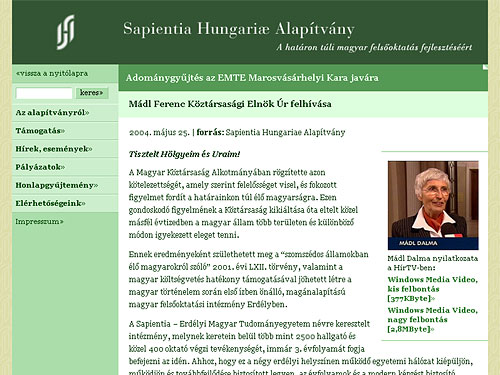 Sapientia Hungariæ Alapítvány
A határon túli magyar felsőoktatás fejlesztéséért
«vissza a nyitólapra
keres»
Az alapítványról»
Támogatás»
Hírek, események»
Pályázatok»
Honlapgyűjtemény»
Elérhetőségeink»
Impresszum»
Adománygyűjtés az EMTE Marosvásárhelyi Kara javára
Mádl Ferenc Köztársasági Elnök Úr felhívása
2004. május 25. | forrás: Sapientia Hungariae Alapítvány
Tisztelt Hölgyeim és Uraim!
A Magyar Köztársaság Alkotmányában rögzítette azon
kötelezettségét, amely szerint felelősséget visel, és fokozott
figyelmet fordít a határainkon túl élő magyarságra. Ezen
gondoskodó figyelmének a Köztársaság kikiáltása óta eltelt közel
másfél évtizedben a magyar állam több területen és különböző
módon igyekezett eleget tenni.
Ennek eredményeként születhetett meg a "szomszédos államokban
élő magyarokról szóló" 2001. évi LXII. törvény, valamint a
magyar költségvetés hatékony támogatásával jöhetett létre a
magyar történelem során első ízben önálló, magánalapítású
magyar felsőoktatási intézmény Erdélyben.
A Sapientia – Erdélyi Magyar Tudományegyetem névre keresztelt
intézmény, melynek keretein belül több mint 2500 hallgató és
közel 400 oktató végzi tevékenységét, immár 3. évfolyamát fogja
befejezni az idén. Ahhoz, hogy ez a négy erdélyi helyszínen működő egyetemi hálózat kiépüljön,
működjön és továbbfejlődése biztosított legyen, az évfolyamok és a modern képzést biztosító
MÁDL DALMA
Mádl Dalma nyilatkozata
a HírTV-ben:
Windows Media Video,
kis felbontás
[377KByte]»
Windows Media Video,
nagy felbontás
[2,8MByte]»